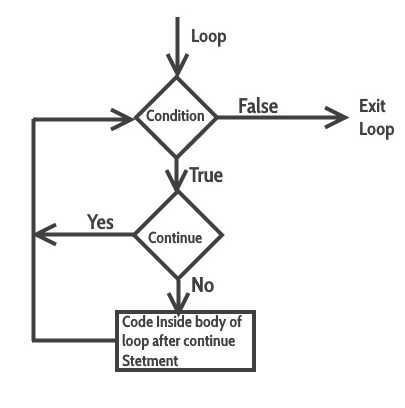 Loop
Condition
False
Exit
Loop
True
Yes
Continue
No
Code Inside body of
loop after continue
Stetment